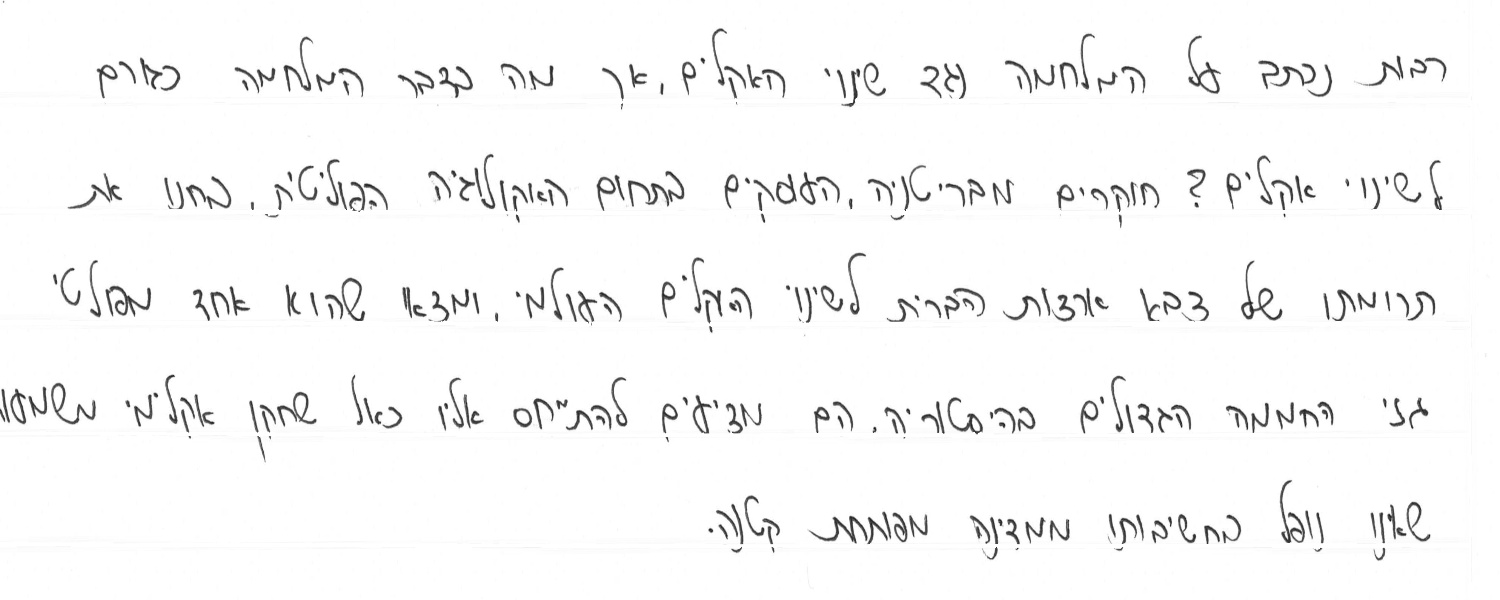 רבות נכתב על המלחמה נגד שינוי האקלים, אך מה בדבר המלחמה כגורם
לשינוי אקלים? חוקרים מבריטניה, העוסקים בתחום האקולוגיה הפוליטית, בחנו את
תרומתו של צבא ארצות הברית לשינוי האקלים העולמי, ומצאו שהוא אחד מפולטי
גזי החממה הגדולים בהיסטוריה. הם מציעים להתייחס אליו כאל שחקן אקלימי
שאינו נופל בחשיבותו ממדינה מפותחת קטנה.